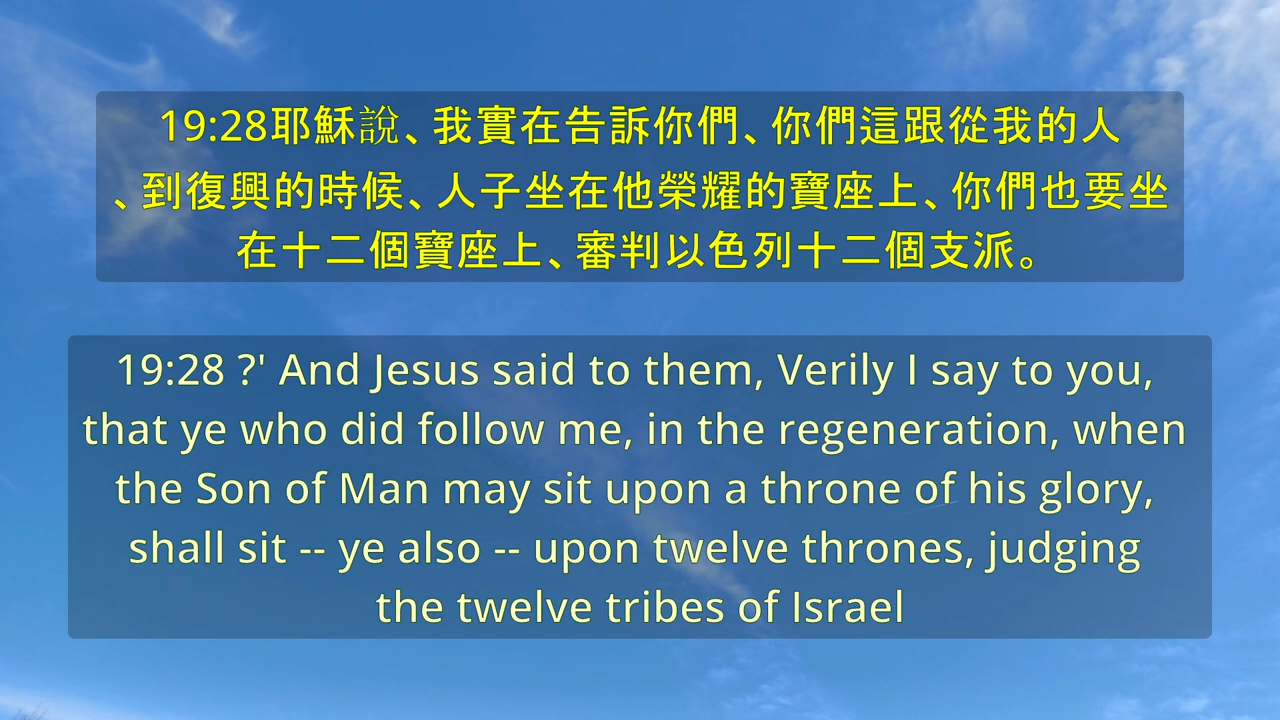 19:28耶穌說、我實在告訴你們、你們這跟從我的人
、到復興的時候、人子坐在他榮耀的寶座上、你們也要坐
在十二個寶座上、審判以色列十二個支派。
19:28 ?' And Jesus said to them, Verily I say to you,
that ye who did follow me, in the regeneration, when
the Son of Man may sit upon a throne of his glory,
shall sit -- ye also -- upon twelve thrones, judging
the twelve tribes of Israel